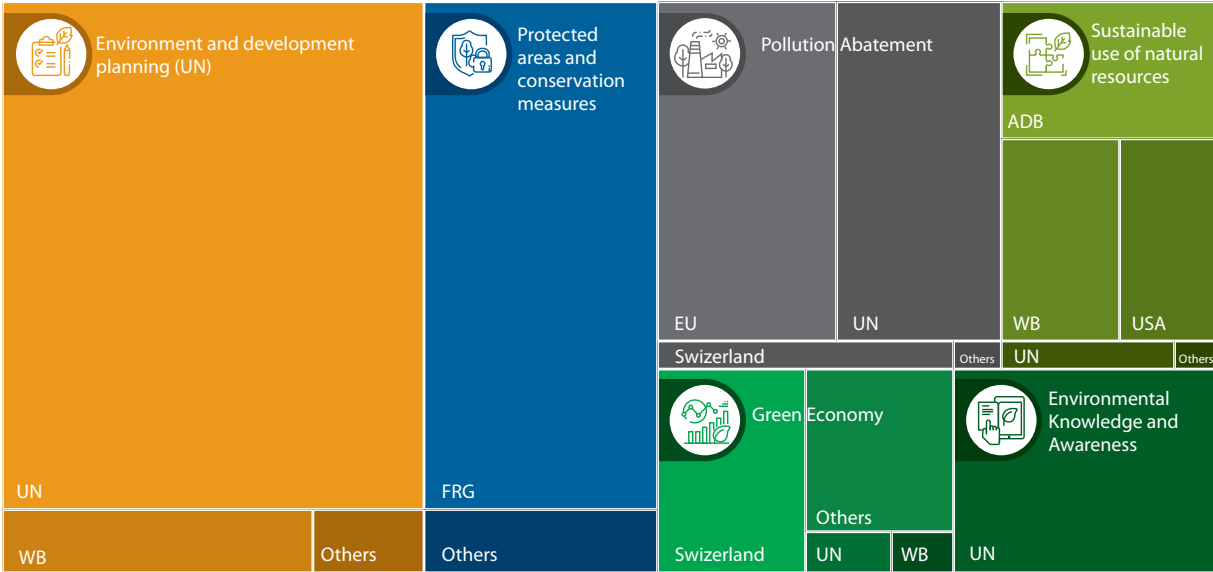 Environment and development
planning (UN)
UN
WB
Others
Protected
areas and
conservation
measures
FRG
Others
Pollution Abatement
EU
UN
Swizerland
Others
Sustainable
use of natural
resources
ADB
WB
USA
UN
Others
Green Economy
Swizerland
Others
UN
WB
Environmental
Knowledge and
Awareness
UN